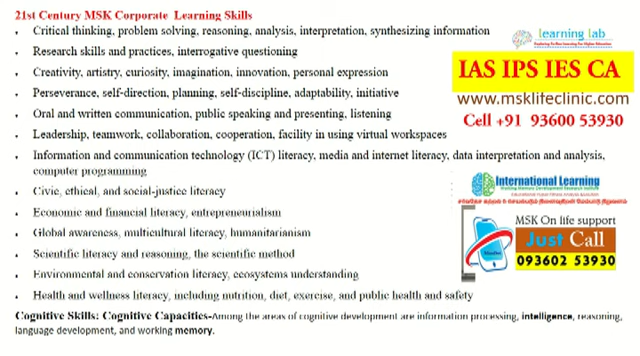 21st Century MSK Corporate Learning Skills
• Critical thinking, problem solving, reasoning, analysis, interpretation, synthesizing information
• Research skills and practices, interrogative questioning
• Creativity, artistry, curiosity, imagination, innovation, personal expression
• Perseverance, self-direction, planning, self-discipline, adaptability, initiative
• Oral and written communication, public speaking and presenting, listening
• Leadership, teamwork, collaboration, cooperation, facility in using virtual workspaces
• Information and communication technology (ICT) literacy, media and internet literacy, data interpretation and analysis,
computer programming
• Civic, ethical, and social-justice literacy
• Economic and financial literacy, entrepreneurialism
• Global awareness, multicultural literacy, humanitarianism
• Scientific literacy and reasoning, the scientific method
• Environmental and conservation literacy, ecosystems understanding
• Health and wellness literacy, including nutrition, diet, exercise, and public health and safety
Cognitive Skills: Cognitive Capacities-Among the areas of cognitive development are information processing, intelligence, reasoning,
language development, and working memory.
learning lab
IAS IPS IES CA
www.msklifeclinic.com
Cell +91 93600 53930
International Learning
MSK On life support
Just Call
093602 53930